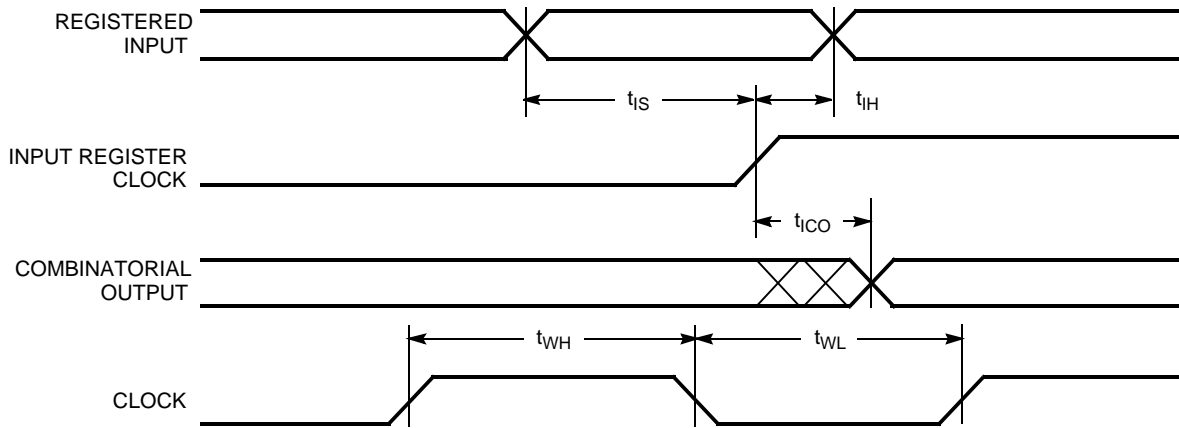 REGISTERED
INPUT
tIS
tIH
INPUT REGISTER
CLOCK
tICO
COMBINATORIAL
OUTPUT
tWH
tWL
CLOCK